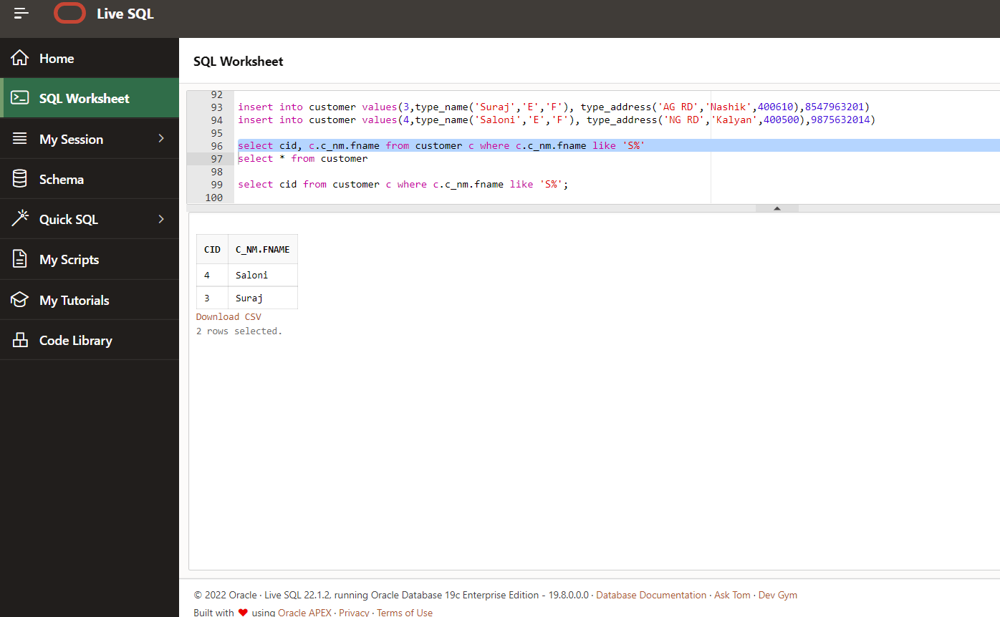 Live SQL
Home
SQL Worksheet
My Session
Schema
Quick SQL
My Scripts
My Tutorials
Code Library
SQL Worksheet
92
93 insert into customer values(3,type_name('Suraj','E','F'), type_address('AG RD','Nashik',400610),8547963201)
94 insert into customer values(4,type_name('Saloni','E','F'), type_address('NG RD','Kalyan',400500),9875632014)
95
96 select cid, c.c_nm.fname from customer c where c.c_nm.fname like 'S%'
97 select * from customer
98
99 select cid from customer c where c.c_nm.fname like 'S%';
100
CID C_NM.FNAME
4 Saloni
3 Suraj
Download CSV
2 rows selected.
© 2022 Oracle · Live SQL 22.1.2, running Oracle Database 19c Enterprise Edition - 19.8.0.0.0 · Database Documentation · Ask Tom · Dev Gym
Built with ♥ using Oracle APEX · Privacy · Terms of Use